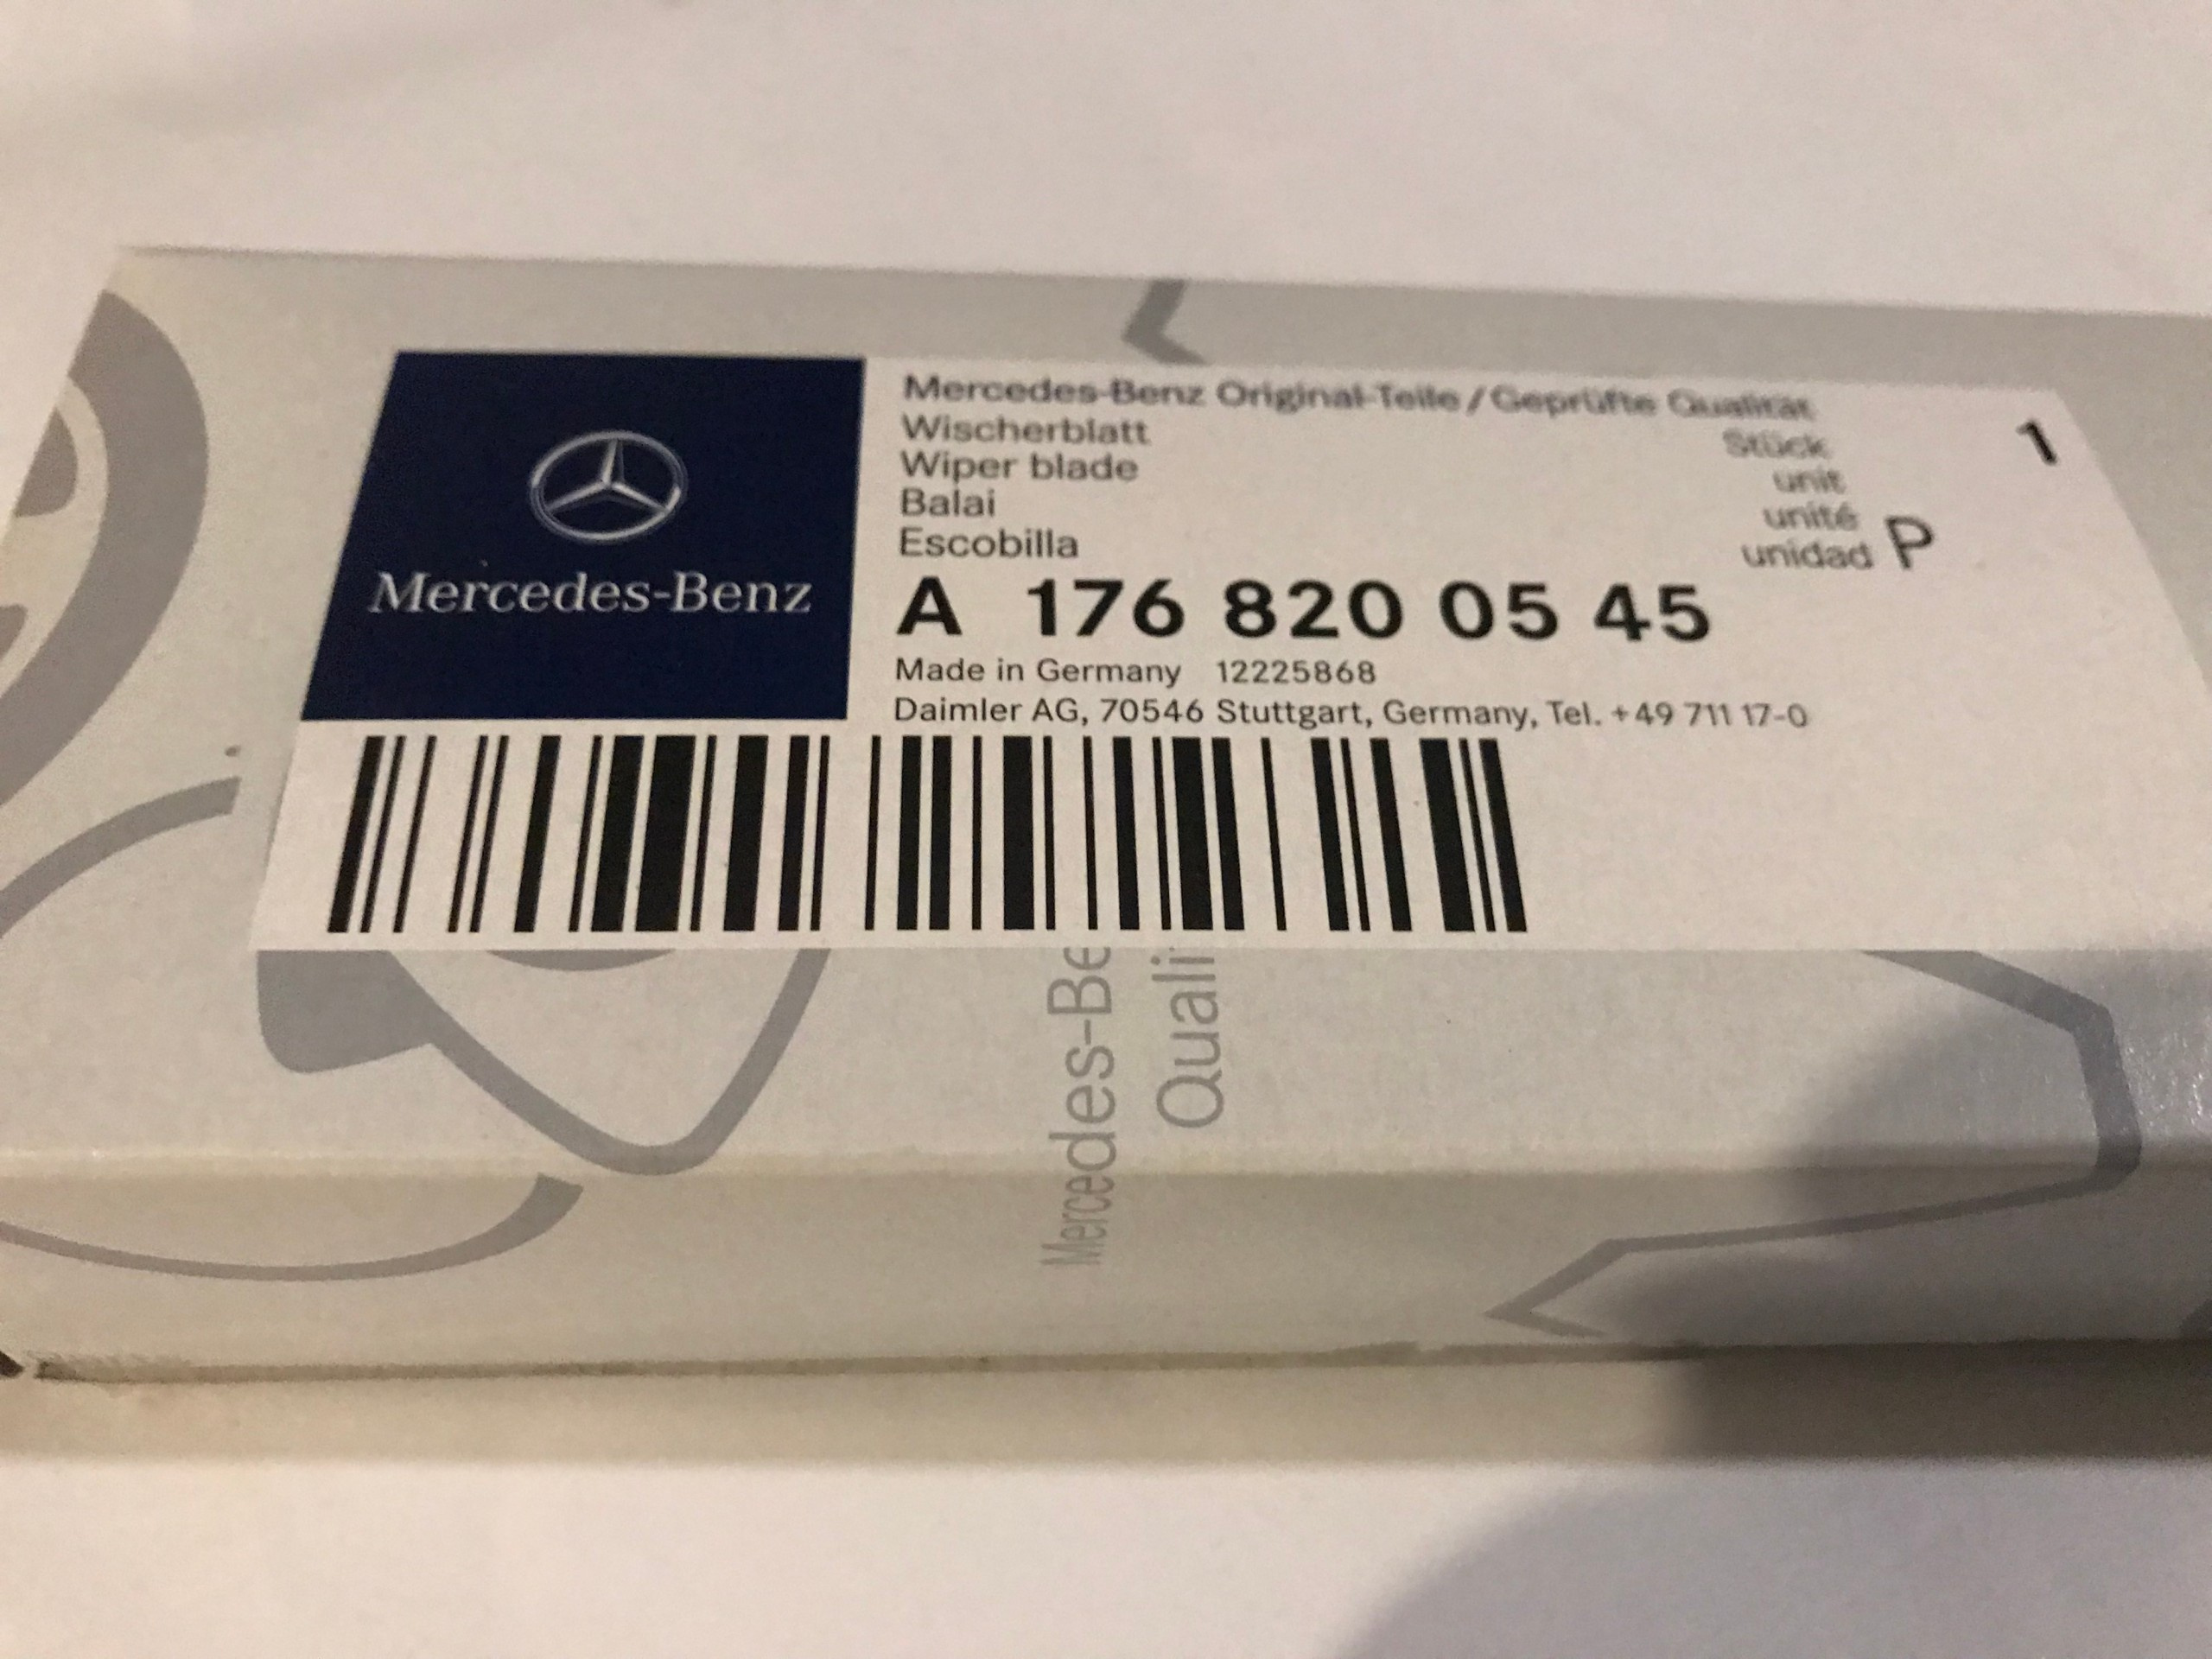 Mercedes-Benz
Mercedes-Benz Original-Teile/Geprüfte Qualität
Wischerblatt
Wiper blade
Balai
Escobilla
Stück
unit
unité
unidad P
1
A 176 820 05 45
Made in Germany 12225868
Daimler AG, 70546 Stuttgart, Germany, Tel. +49 711 17-0
Mercedes-Be
Quali